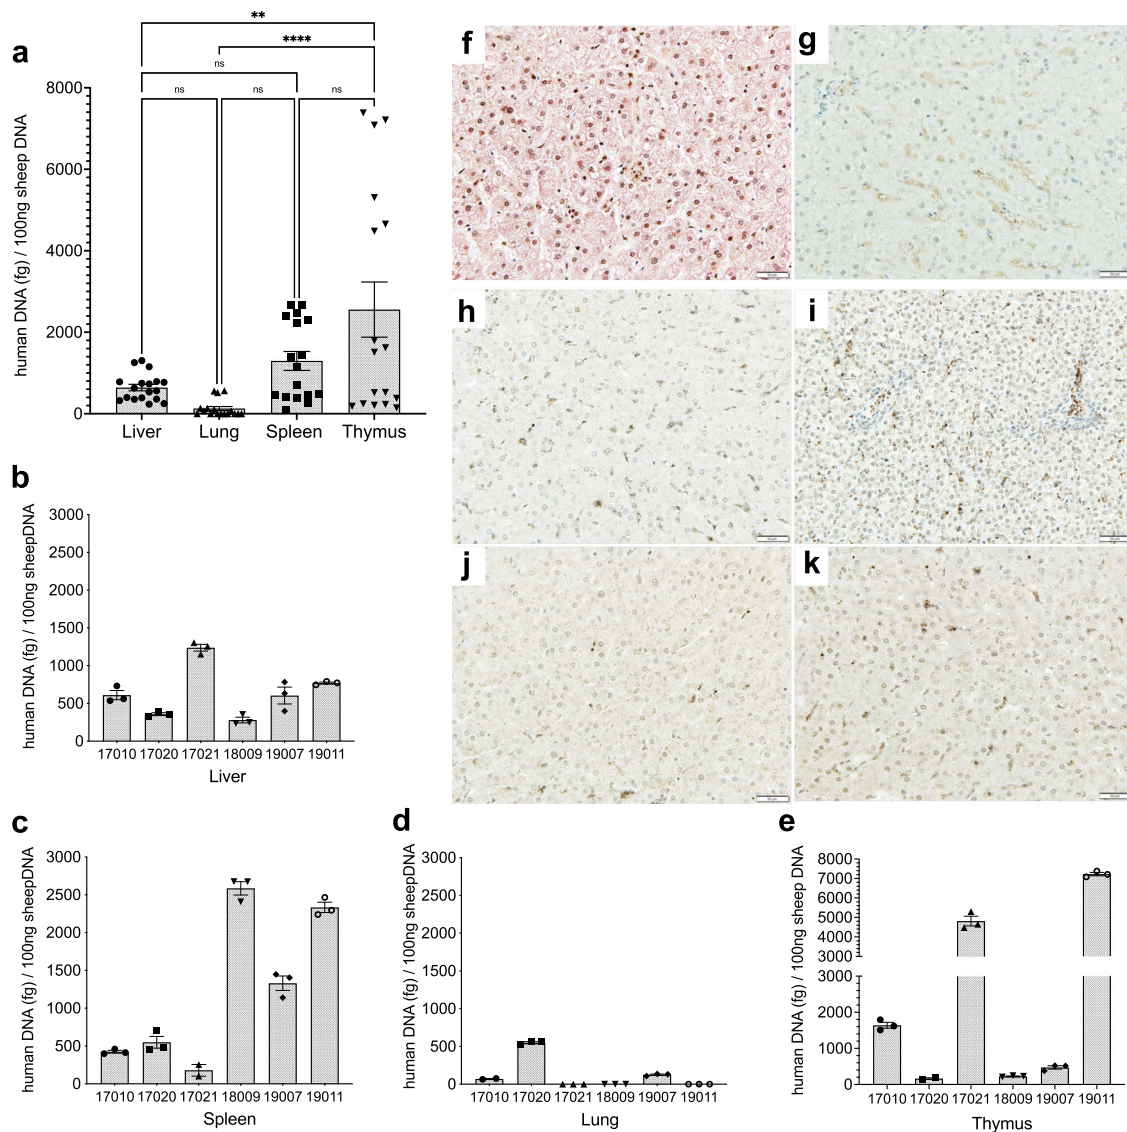 a
**
****
ns
ns
ns
ns
human DNA (fg) / 100ng sheep DNA
8000
6000
4000
2000
0
Liver Lung Spleen Thymus
b
human DNA (fg) / 100ng sheepDNA
3000
2500
2000
1500
1000
500
0
17010 17020 17021 18009 19007 19011
Liver
f
g
h
i
j
k
c
human DNA (fg) / 100ng sheepDNA
3000
2500
2000
1500
1000
500
0
17010 17020 17021 18009 19007 19011
Spleen
d
human DNA (fg) / 100ng sheepDNA
3000
2500
2000
1500
1000
500
0
17010 17020 17021 18009 19007 19011
Lung
e
human DNA (fg) / 100ng sheep DNA
8000
7000
6000
5000
4000
3000
3000
2000
1000
0
17010 17020 17021 18009 19007 19011
Thymus